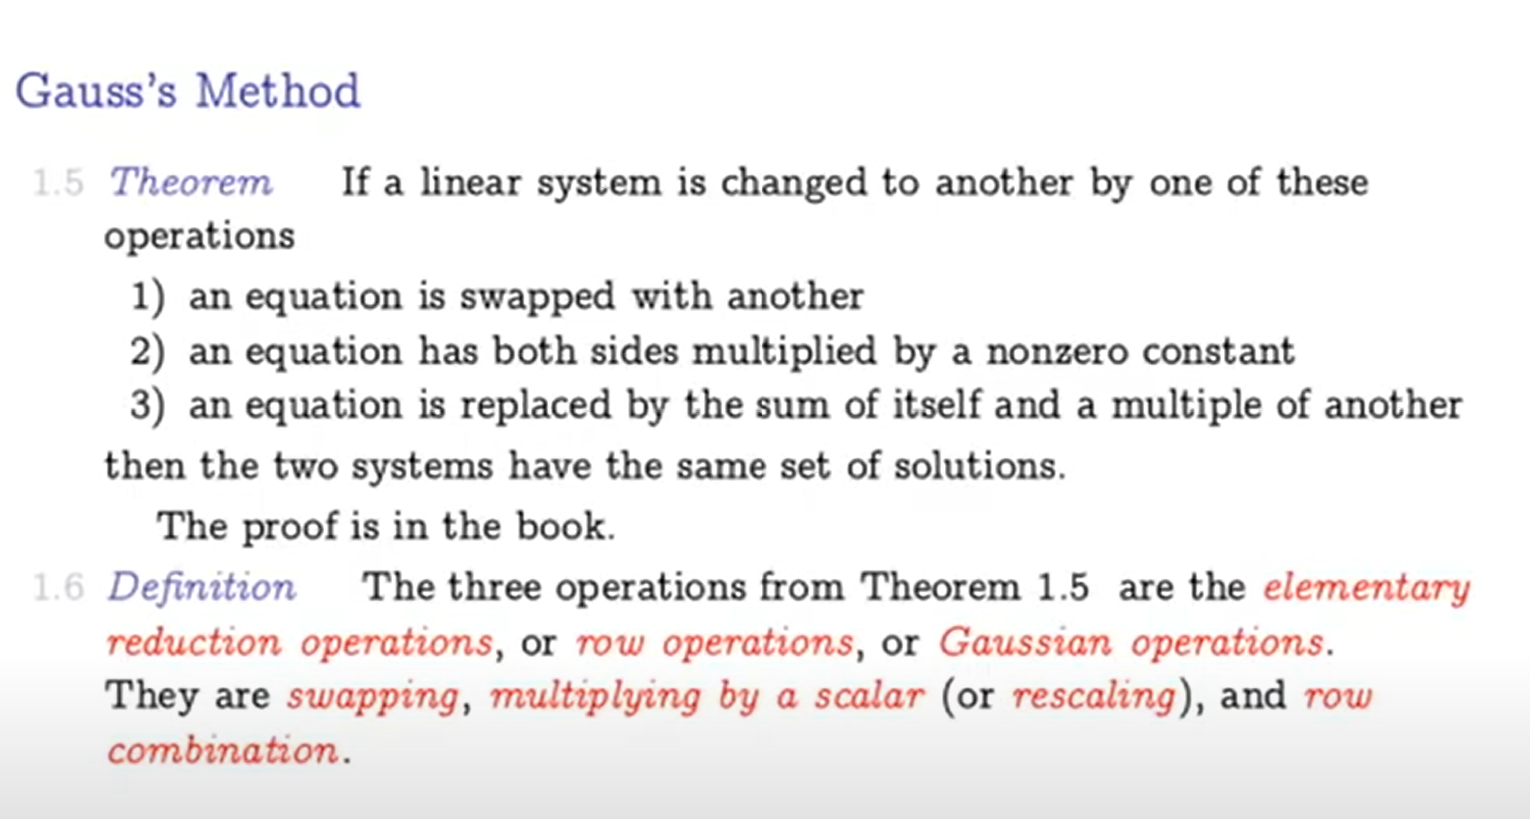 Gauss's Method
1.5 Theorem If a linear system is changed to another by one of these
operations
1) an equation is swapped with another
2) an equation has both sides multiplied by a nonzero constant
3) an equation is replaced by the sum of itself and a multiple of another
then the two systems have the same set of solutions.
The proof is in the book.
1.6 Definition The three operations from Theorem 1.5 are the elementary
reduction operations, or row operations, or Gaussian operations.
They are swapping, multiplying by a scalar (or rescaling), and row
combination.